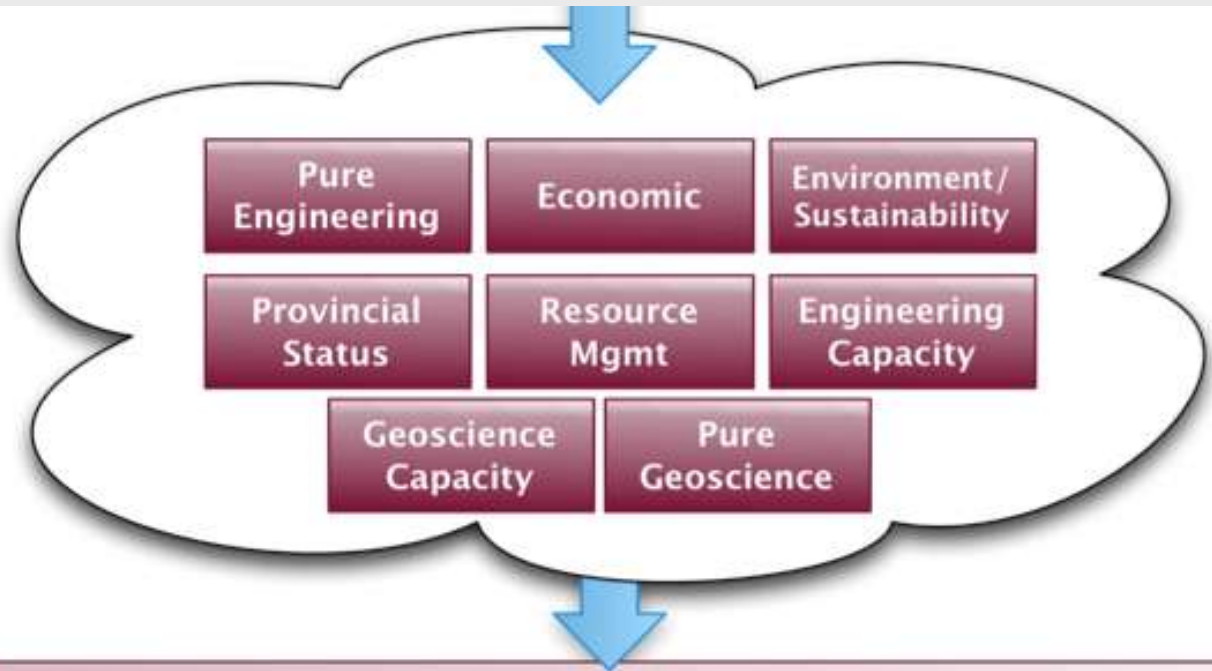 Pure
Engineering
Economic
Environment/
Sustainability
Provincial
Status
Resource
Mgmt
Engineering
Capacity
Geoscience
Capacity
Pure
Geoscience